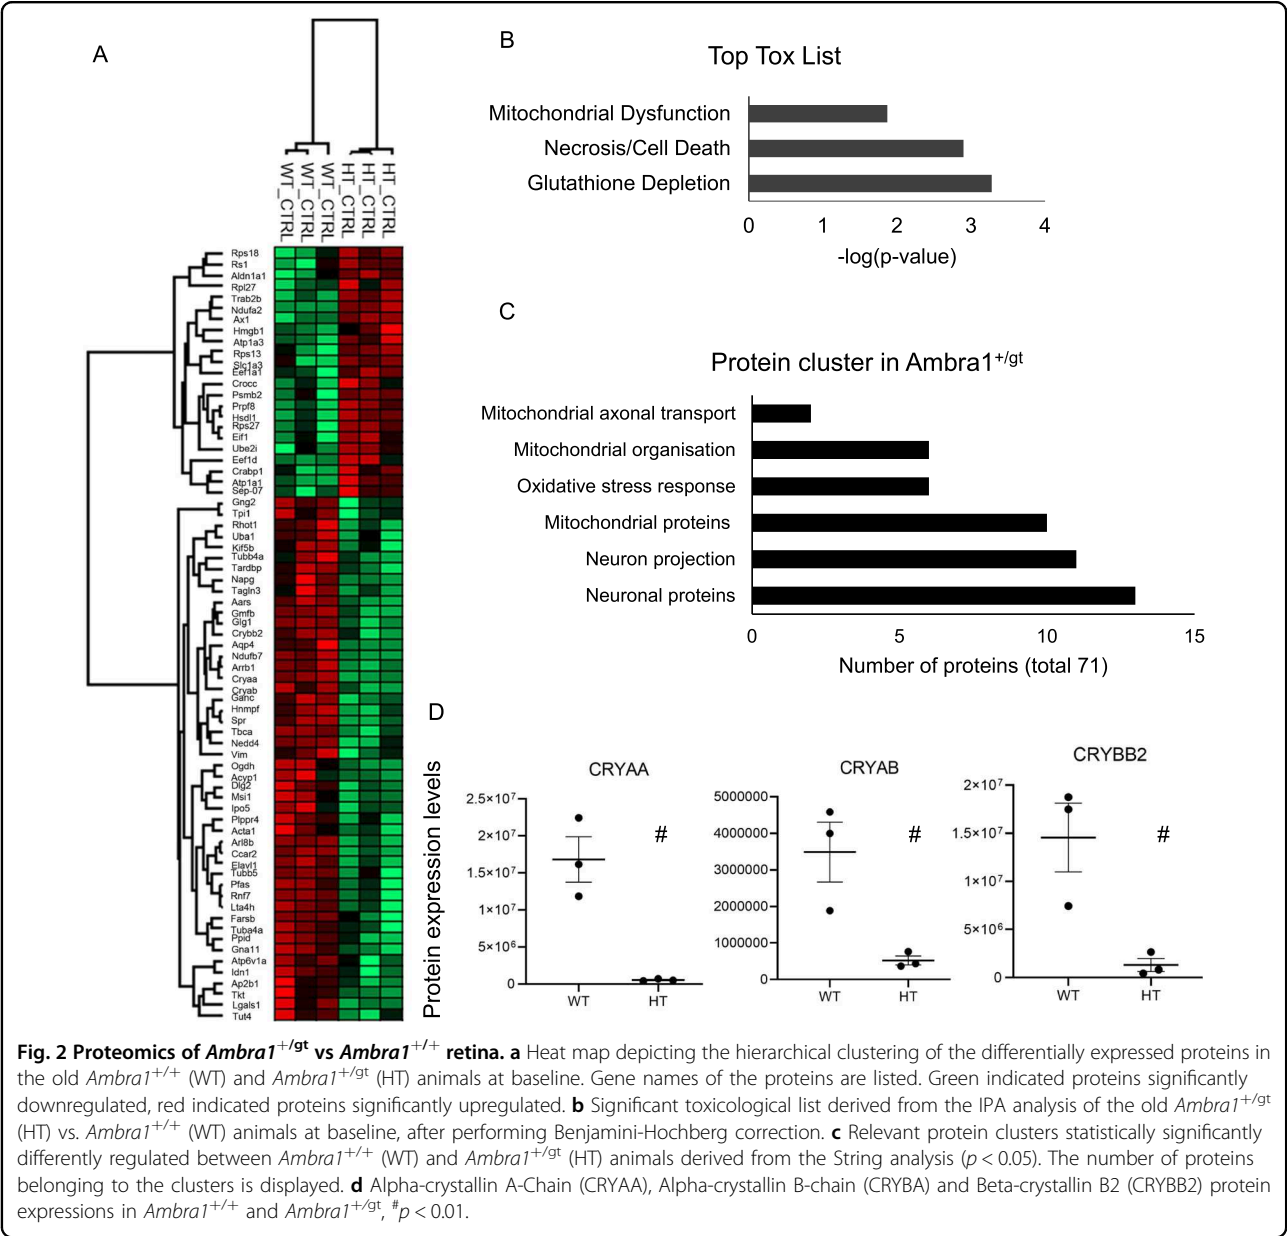 A
WT_CTRL
WT_CTRL
WT_CTRL
HT_CTRL
HT_CTRL
HT_CTRL
Rps18
Rs1
Aldn1a1
Rpl27
Trab2b
Ndufa2
Ax1
Hmgb1
Atp1a3
Rps13
Slc1a3
Eef1a1
Crocc
Psmb2
Prpf8
Hsdl1
Rps27
Eif1
Ube2i
Eef1d
Crabp1
Atp1a1
Sep-07
Gng2
Tpi1
Rhot1
Uba1
Kif5b
Tubb4a
Tardbp
Napg
Tagln3
Aars
Gmfb
Glg1
Crybb2
Aqp4
Ndufb7
Arrb1
Cryaa
Cryab
Ganc
Hnmpf
Spr
Tbca
Nedd4
Vim
Ogdh
Acyp1
Dlg2
Msi1
Ipo5
Plppr4
Acta1
Arl8b
Ccar2
Elavl1
Tubb5
Pfas
Rnf7
Lta4h
Farsb
Tuba4a
Ppid
Gna11
Atp6v1a
Idn1
Ap2b1
Tkt
Lgals1
Tut4
B
Top Tox List
Mitochondrial Dysfunction
Necrosis/Cell Death
Glutathione Depletion
0 1 2 3 4
-log(p-value)
C
Protein cluster in Ambra1+/gt
Mitochondrial axonal transport
Mitochondrial organisation
Oxidative stress response
Mitochondrial proteins
Neuron projection
Neuronal proteins
0 5 10 15
Number of proteins (total 71)
D
Protein expression levels
CRYAA
2.5×10⁷
2×10⁷
1.5×10⁷
1×10⁷
5×10⁶
0
#
WT HT
CRYAB
5000000
4000000
3000000
2000000
1000000
0
#
WT HT
CRYBB2
2×10⁷
1.5×10⁷
1×10⁷
5×10⁶
0
#
WT HT
Fig. 2 Proteomics of Ambra1+/gt vs Ambra1+/+ retina. a Heat map depicting the hierarchical clustering of the differentially expressed proteins in
the old Ambra1+/+ (WT) and Ambra1+/gt (HT) animals at baseline. Gene names of the proteins are listed. Green indicated proteins significantly
downregulated, red indicated proteins significantly upregulated. b Significant toxicological list derived from the IPA analysis of the old Ambra1+/gt
(HT) vs. Ambra1+/+ (WT) animals at baseline, after performing Benjamini-Hochberg correction. c Relevant protein clusters statistically significantly
differently regulated between Ambra1+/+ (WT) and Ambra1+/gt (HT) animals derived from the String analysis (p < 0.05). The number of proteins
belonging to the clusters is displayed. d Alpha-crystallin A-Chain (CRYAA), Alpha-crystallin B-chain (CRYBA) and Beta-crystallin B2 (CRYBB2) protein
expressions in Ambra1+/+ and Ambra1+/gt, #p < 0.01.